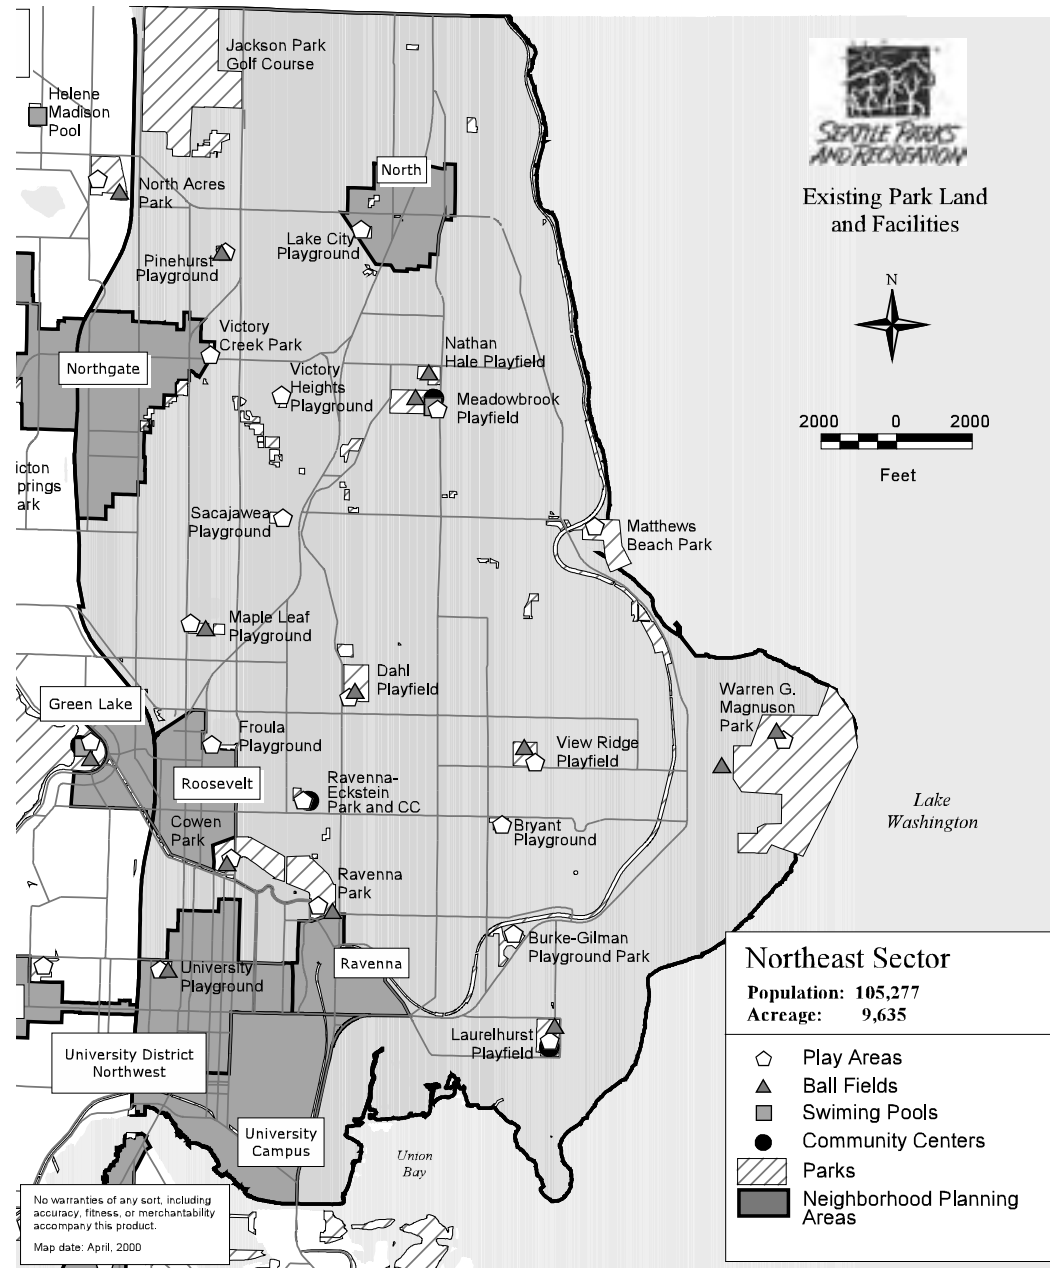 Jackson Park
Golf Course
Helene
Madison
Pool
SEATTLE PARKS
AND RECREATION
North
North Acres
Park
Existing Park Land
and Facilities
Lake City
Playground
Pinehurst
Playground
N
Victory
Creek Park
Nathan
Hale Playfield
Northgate
Victory
Heights
Playground
Meadowbrook
Playfield
2000 0 2000
Feet
icton
prings
ark
Sacajawea
Playground
Matthews
Beach Park
Maple Leaf
Playground
Dahl
Playfield
Green Lake
Warren G.
Magnuson
Park
Froula
Playground
View Ridge
Playfield
Roosevelt
Ravenna-
Eckstein
Park and CC
Lake
Washington
Cowen
Park
Bryant
Playground
Ravenna
Park
Burke-Gilman
Playground Park
Ravenna
University
Playground
Northeast Sector
Population: 105,277
Acreage: 9,635
Laurelhurst
Playfield
University District
Northwest
Play Areas
Ball Fields
Swiming Pools
Community Centers
Parks
Neighborhood Planning
Areas
University
Campus
Union
Bay
No warranties of any sort, including
accuracy, fitness, or merchantability
accompany this product.
Map date: April, 2000